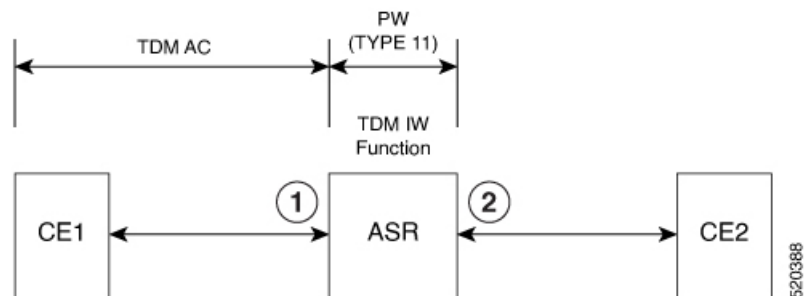 PW
(TYPE 11)
TDM AC
TDM IW
Function
1
2
CE1
ASR
CE2
520388